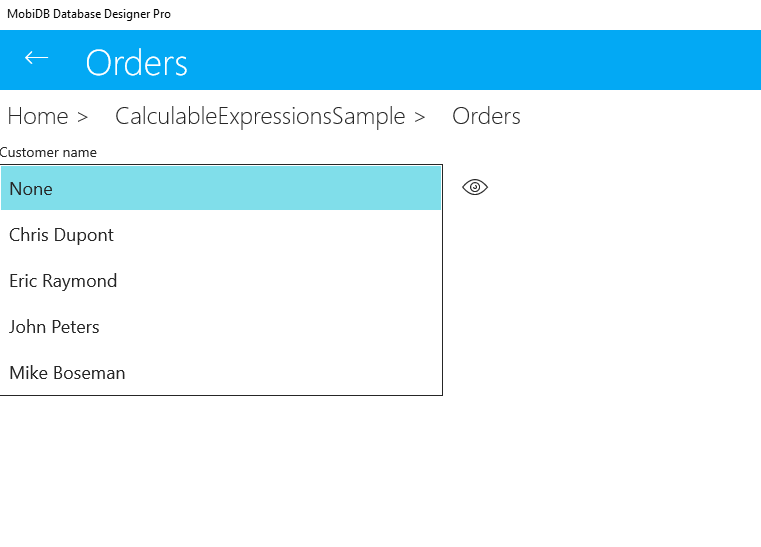 MobiDB Database Designer Pro
Orders
Home > CalculableExpressionsSample > Orders
Customer name
None
Chris Dupont
Eric Raymond
John Peters
Mike Boseman